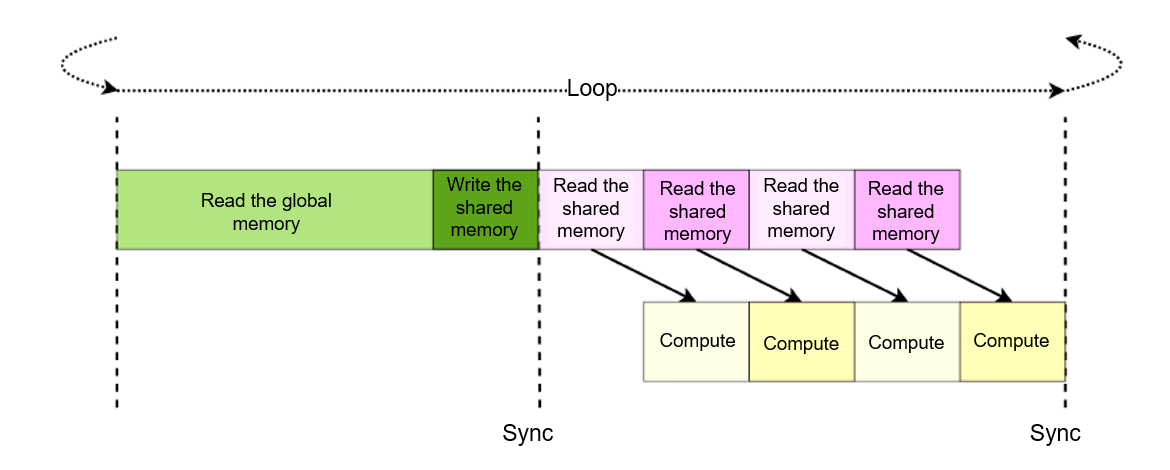 Loop
Read the global
memory
Write the
shared
memory
Read the
shared
memory
Read the
shared
memory
Read the
shared
memory
Read the
shared
memory
Compute
Compute
Compute
Compute
Sync
Sync